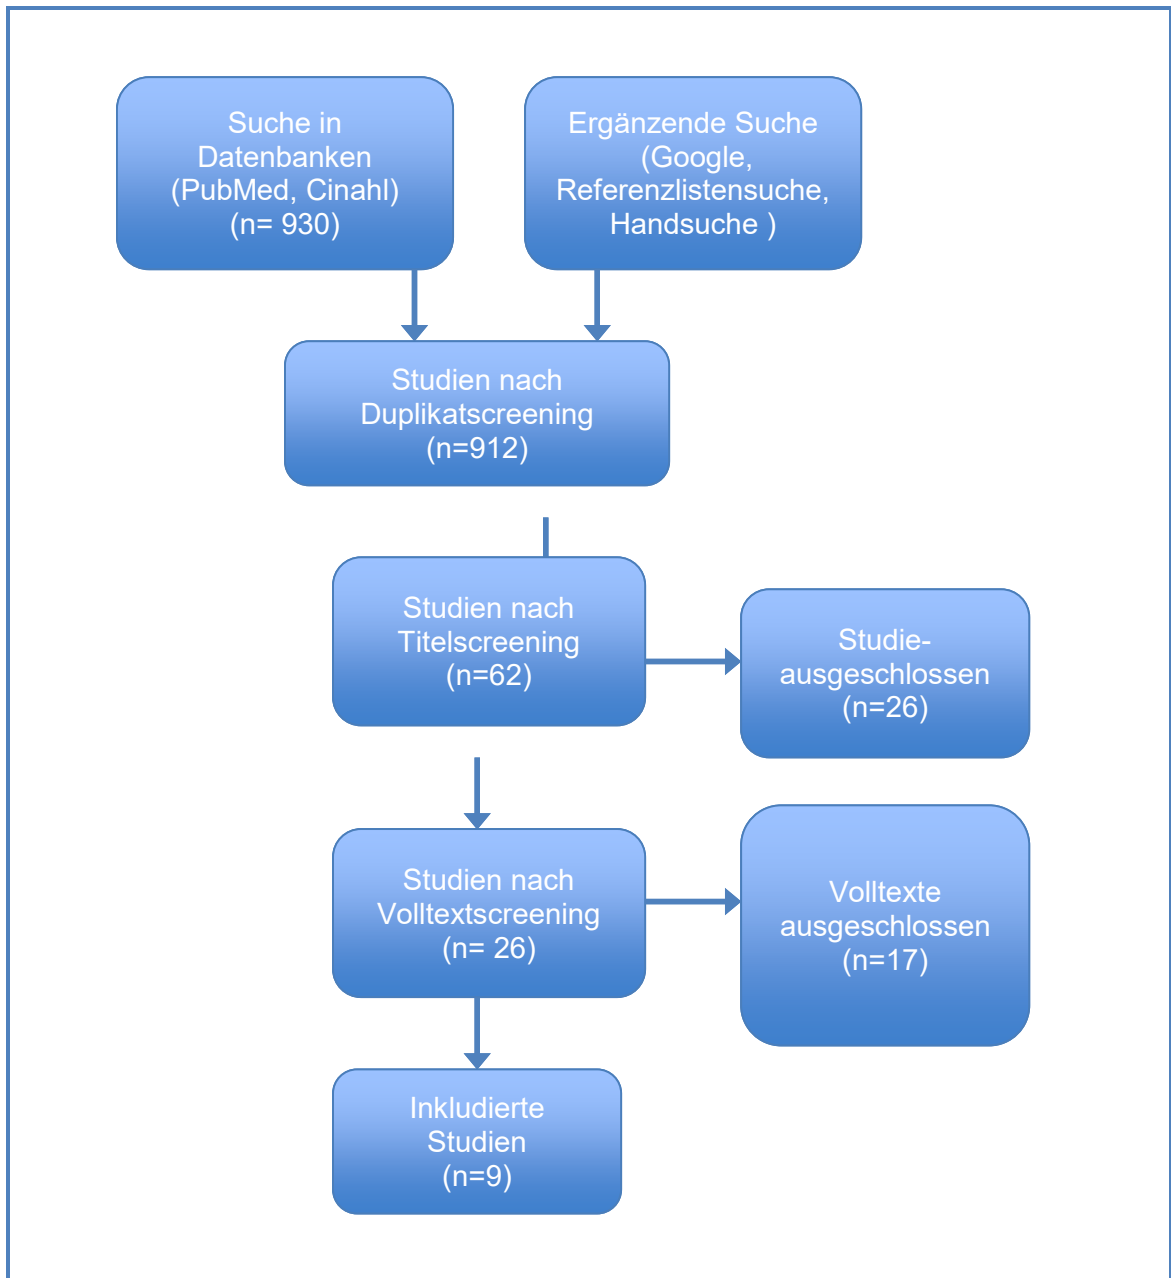 Suche in
Datenbanken
(PubMed, Cinahl)
(n= 930)
Ergänzende Suche
(Google,
Referenzlistensuche,
Handsuche )
Studien nach
Duplikatscreening
(n=912)
Studien nach
Titelscreening
(n=62)
Studie-
ausgeschlossen
(n=26)
Studien nach
Volltextscreening
(n= 26)
Volltexte
ausgeschlossen
(n=17)
Inkludierte
Studien
(n=9)